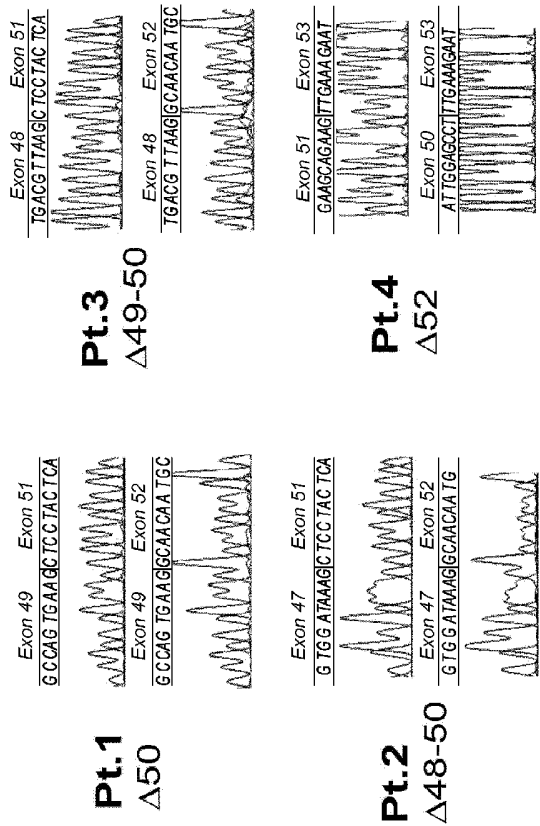 Pt.1
Δ50
Exon 49 Exon 51
GCCAGTGAAGCTCCTACTCA
Exon 49 Exon 52
GCCAGTGAAGGCAACAATGC
Pt.3
Δ49-50
Exon 48 Exon 51
TGACGTTAAGCTCCTACTCA
Exon 48 Exon 52
TGACGTTAAGGCAACAATGC
Pt.2
Δ48-50
Exon 47 Exon 51
GTGGATAAAGCTCCTACTCA
Exon 47 Exon 52
GTGGATAAAGGCAACAATG
Pt.4
Δ52
Exon 51 Exon 53
GAAGCAGAAGTTGAAAGAAT
Exon 50 Exon 53
ATTGGAGCCTTTGAAAGAAT